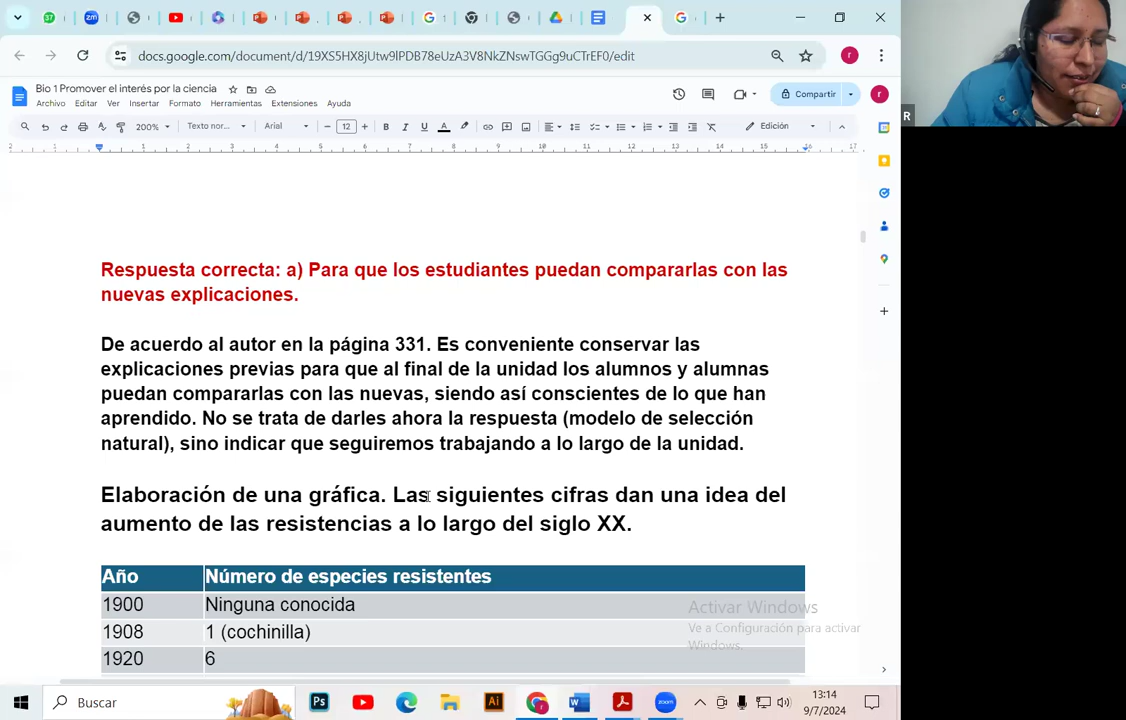 docs.google.com/document/d/19XS5HX8jUtw9lPDB78eUzA3V8NkZNswTGGg9uCTrEF0/edit
Bio 1 Promover el interés por la ciencia
Archivo Editar Ver Insertar Formato Herramientas Extensiones Ayuda
Compartir
200% Texto nor... Arial 12 Edición
R
Respuesta correcta: a) Para que los estudiantes puedan compararlas con las
nuevas explicaciones.
De acuerdo al autor en la página 331. Es conveniente conservar las
explicaciones previas para que al final de la unidad los alumnos y alumnas
puedan compararlas con las nuevas, siendo así conscientes de lo que han
aprendido. No se trata de darles ahora la respuesta (modelo de selección
natural), sino indicar que seguiremos trabajando a lo largo de la unidad.
Elaboración de una gráfica. Las siguientes cifras dan una idea del
aumento de las resistencias a lo largo del siglo XX.
Año Número de especies resistentes
1900 Ninguna conocida
1908 1 (cochinilla)
1920 6
Activar Windows
Ve a Configuración para activar
Windows.
Buscar
13:14
9/7/2024